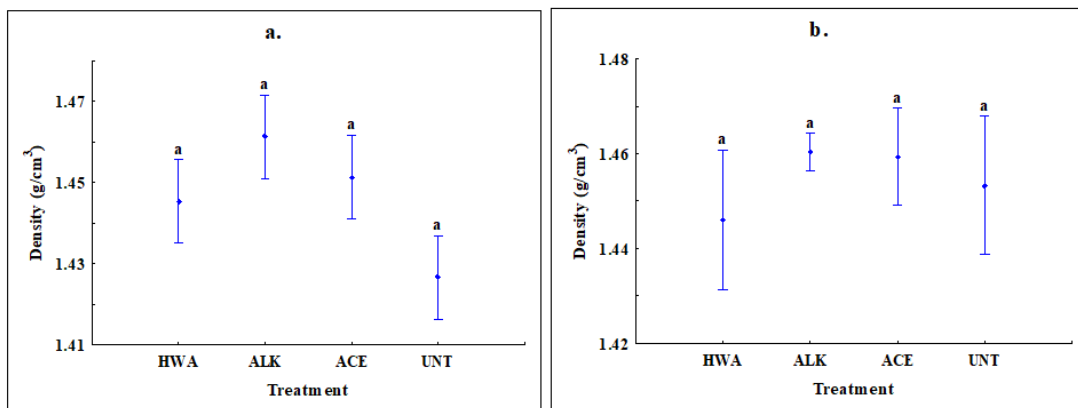 a.
Density (g/cm³)
1.47
1.45
1.43
1.41
a
a
a
a
HWA ALK ACE UNT
Treatment
b.
Density (g/cm³)
1.48
1.46
1.44
1.42
a
a
a
a
HWA ALK ACE UNT
Treatment